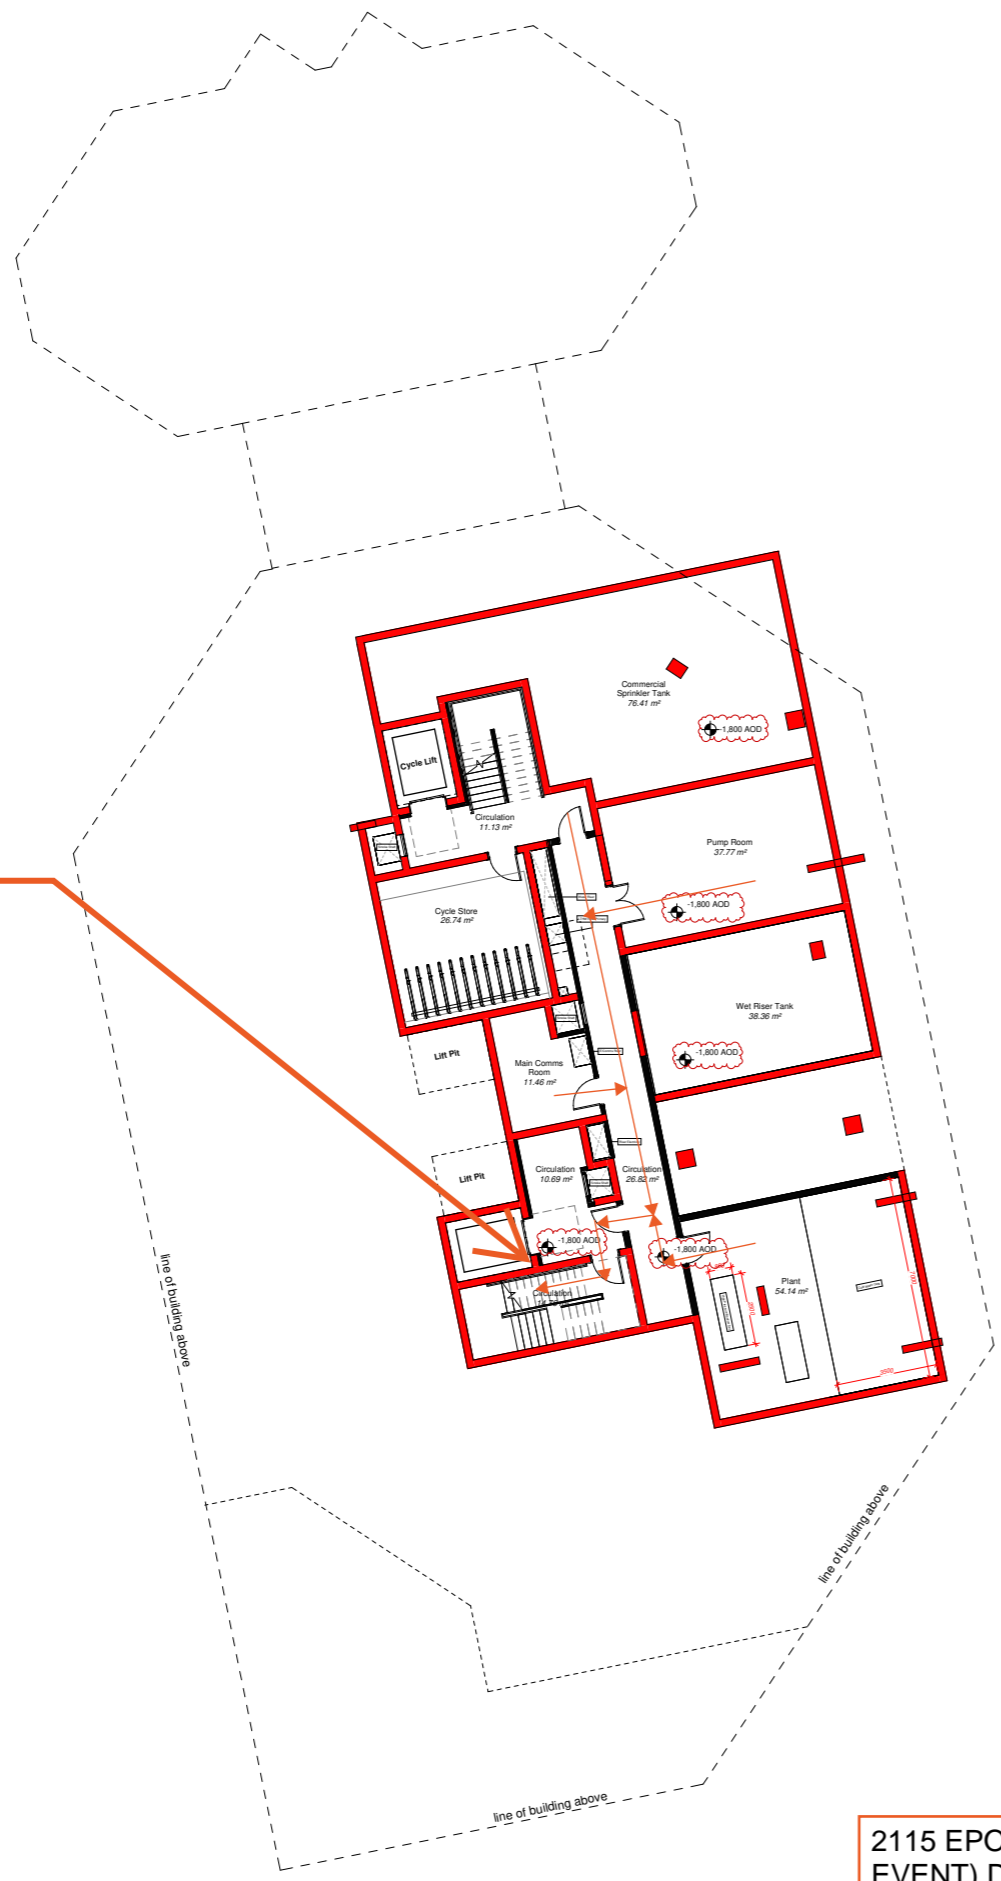 Commercial
Sprinkler Tank
76.41 m²
-1,800 AOD
Cycle Lift
Circulation
11.13 m²
Pump Room
37.77 m²
-1,800 AOD
Cycle Store
26.74 m²
Wet Riser Tank
38.36 m²
-1,800 AOD
Lift Pit
Main Comms
Room
11.46 m²
Circulation
10.69 m²
Circulation
26.82 m²
Lift Pit
-1,800 AOD
-1,800 AOD
Plant
54.14 m²
Circulation
line of building above
line of building above
line of building above
2115 EPO
EVENT) D